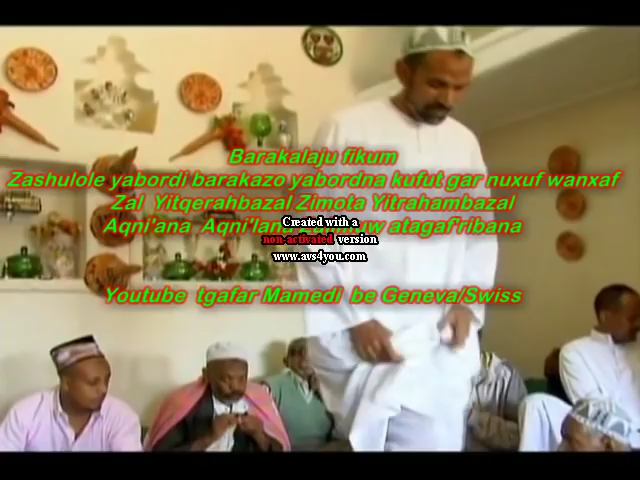 Barakalaju fikum
Zashulole yabordi barakazo yabordna kufut gar nuxuf wanxaf
Zal Yitqerahbazal Zimota Yitrahambazal
Aqni'ana Aqni'lana atagaf'ribana
Created with a
non-activated version
www.avs4you.com
Youtube tgafar Mamedi be Geneva/Swiss